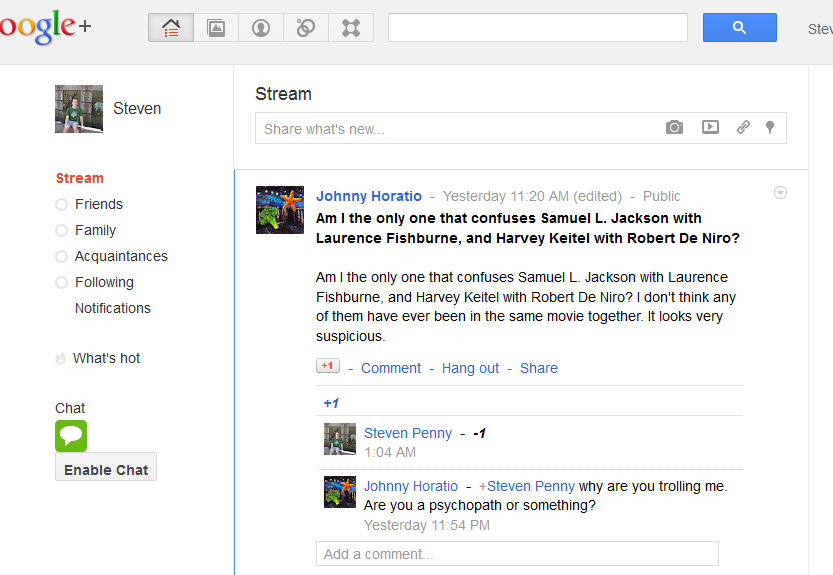 oogle+
Stev
Steven
Stream
Friends
Family
Acquaintances
Following
Notifications
What's hot
Chat
Enable Chat
Stream
Share what's new...
Johnny Horatio - Yesterday 11:20 AM (edited) - Public
Am I the only one that confuses Samuel L. Jackson with
Laurence Fishburne, and Harvey Keitel with Robert De Niro?
Am I the only one that confuses Samuel L. Jackson with Laurence
Fishburne, and Harvey Keitel with Robert De Niro? I don't think any
of them have ever been in the same movie together. It looks very
suspicious.
+1 - Comment - Hang out - Share
+1
Steven Penny - -1
1:04 AM
Johnny Horatio - +Steven Penny why are you trolling me.
Are you a psychopath or something?
Yesterday 11:54 PM
Add a comment...